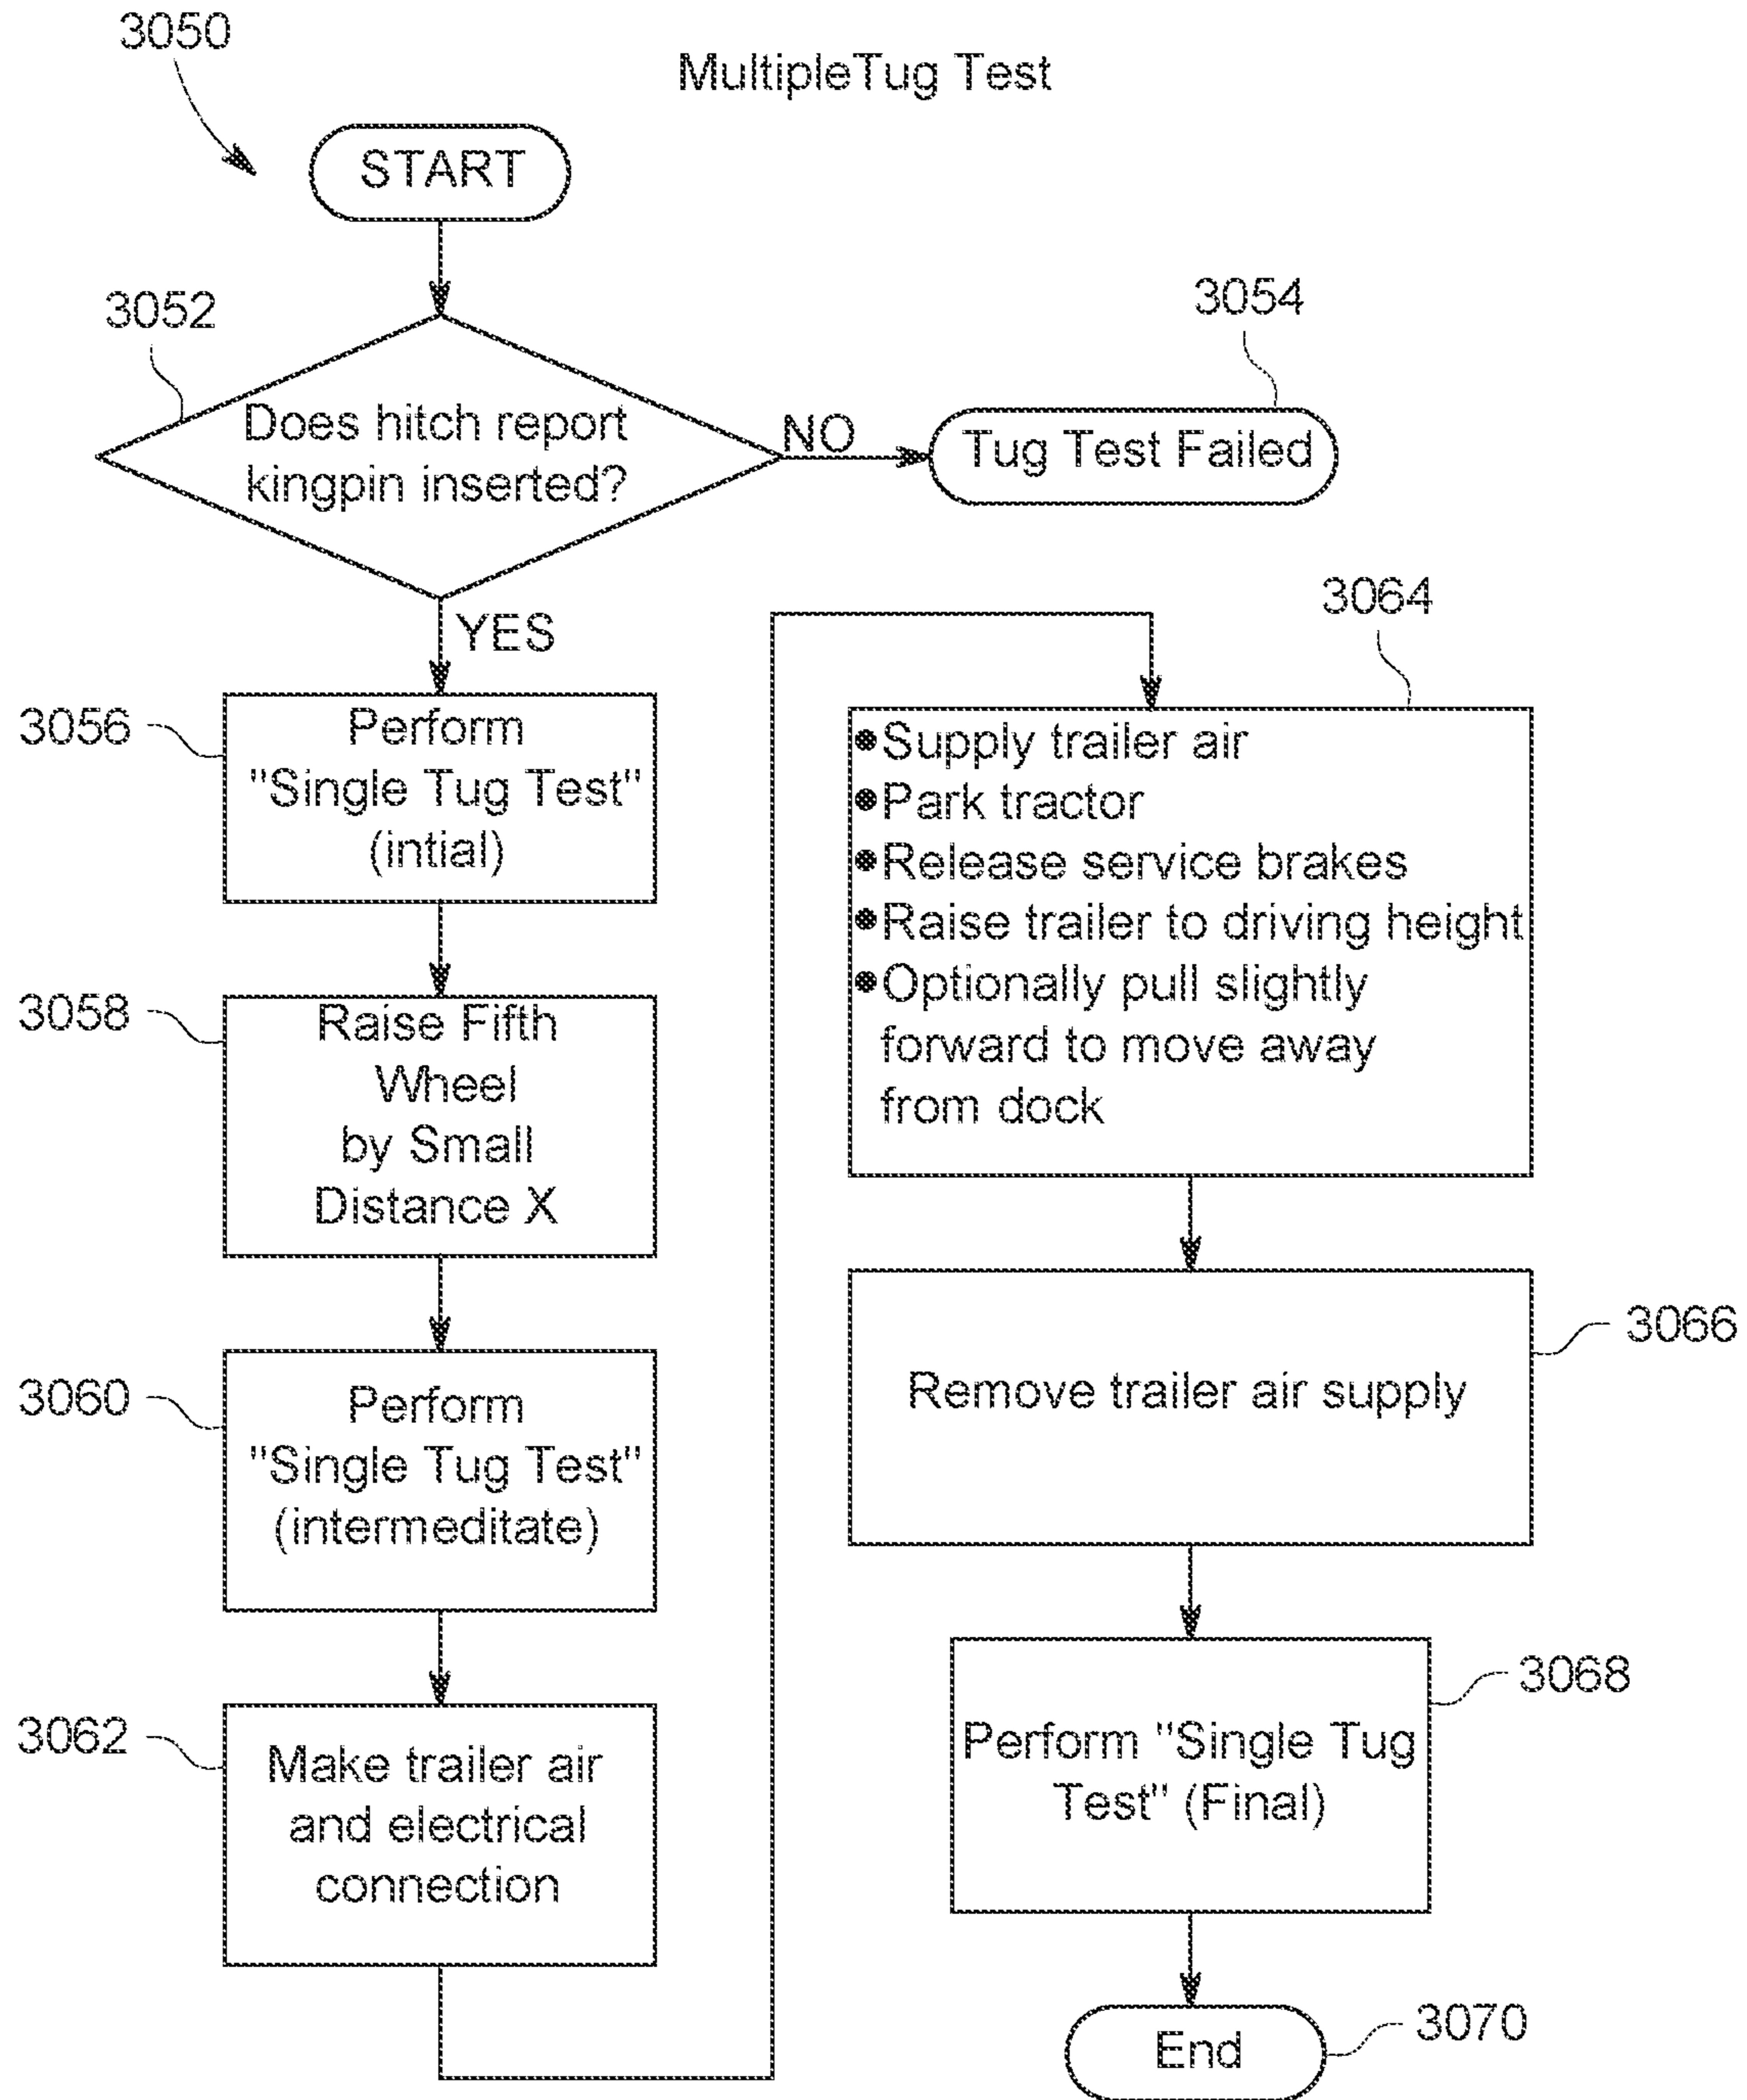 3050
MultipleTug Test
START
3052
Does hitch report
kingpin inserted?
NO
3054
Tug Test Failed
YES
3056
Perform
"Single Tug Test"
(intial)
3058
Raise Fifth
Wheel
by Small
Distance X
3060
Perform
"Single Tug Test"
(intermeditate)
3062
Make trailer air
and electrical
connection
3064
●Supply trailer air
●Park tractor
●Release service brakes
●Raise trailer to driving height
●Optionally pull slightly
forward to move away
from dock
3066
Remove trailer air supply
3068
Perform "Single Tug
Test" (Final)
End
3070